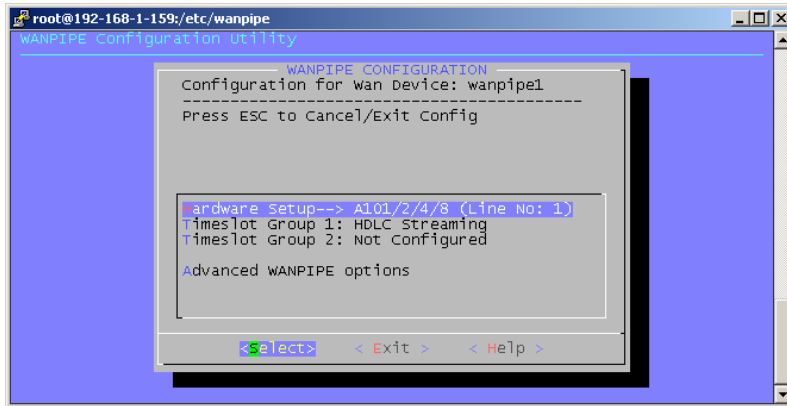 root@192-168-1-159:/etc/wanpipe
WANPIPE Configuration Utility
WANPIPE CONFIGURATION
Configuration for Wan Device: wanpipe1
------------------------------------------
Press ESC to Cancel/Exit Config
Hardware Setup--> A101/2/4/8 (Line No: 1)
Timeslot Group 1: HDLC Streaming
Timeslot Group 2: Not Configured
Advanced WANPIPE options
<Select> < Exit > < Help >